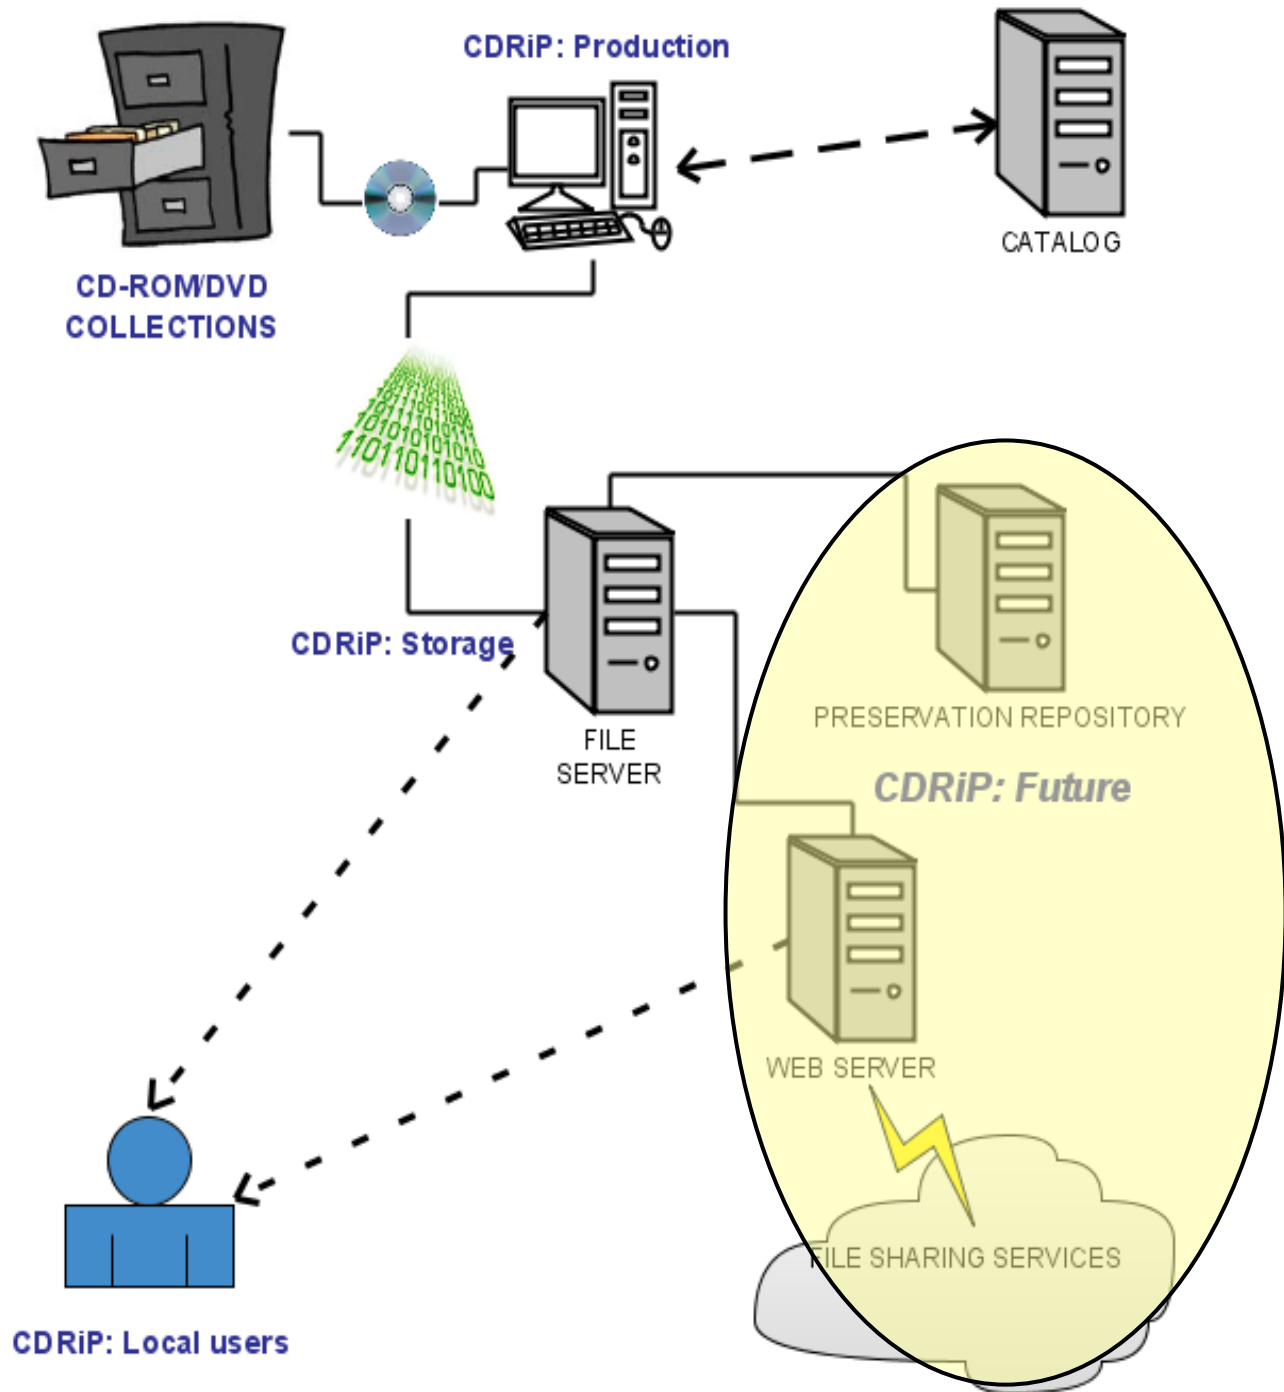 CDRiP: Production
CD-ROM/DVD
COLLECTIONS
CATALOG
1101101110100
CDRiP: Storage
FILE
SERVER
PRESERVATION REPOSITORY
CDRiP: Future
WEB SERVER
FILE SHARING SERVICES
CDRiP: Local users